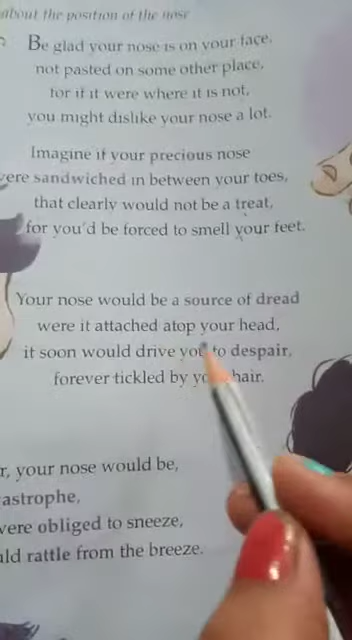 about the position of the nose
Be glad your nose is on your face,
not pasted on some other place,
for if it were where it is not,
you might dislike your nose a lot.
Imagine if your precious nose
were sandwiched in between your toes,
that clearly would not be a treat,
for you'd be forced to smell your feet.
Your nose would be a source of dread
were it attached atop your head,
it soon would drive you to despair,
forever tickled by your hair.
your nose would be,
were obliged to sneeze,
rattle from the breeze.